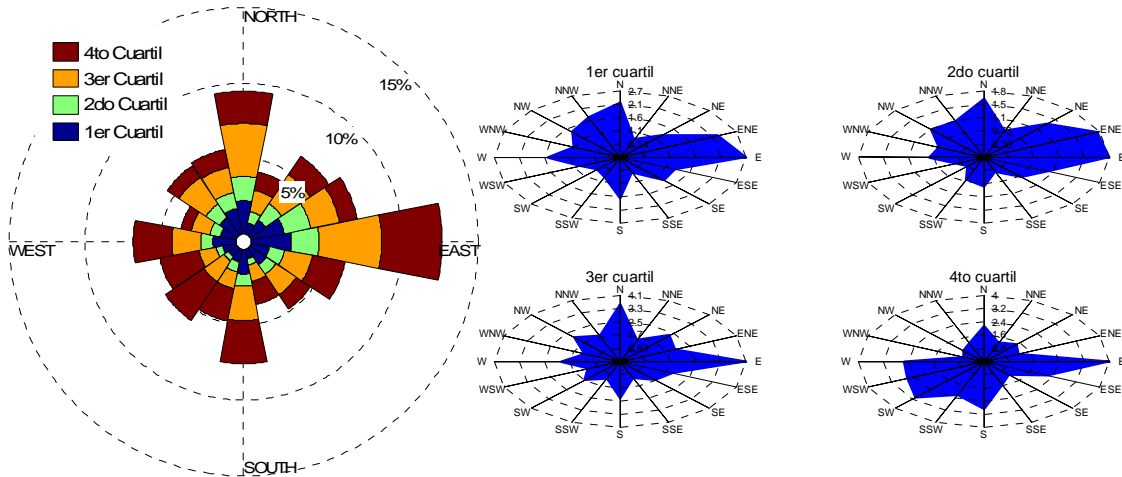 NORTH
15%
10%
5%
WEST
EAST
SOUTH
4to Cuartil
3er Cuartil
2do Cuartil
1er Cuartil
1er cuartil
N
NNE
NE
ENE
E
ESE
SE
SSE
S
SSW
SW
WSW
W
WNW
NW
NNW
2.7
2.1
1.6
2do cuartil
N
NNE
NE
ENE
E
ESE
SE
SSE
S
SSW
SW
WSW
W
WNW
NW
NNW
4.8
3er cuartil
N
NNE
NE
ENE
E
ESE
SE
SSE
S
SSW
SW
WSW
W
WNW
NW
NNW
4.1
3.3
2.5
4to cuartil
N
NNE
NE
ENE
E
ESE
SE
SSE
S
SSW
SW
WSW
W
WNW
NW
NNW
4
3.2
2.4
1.6